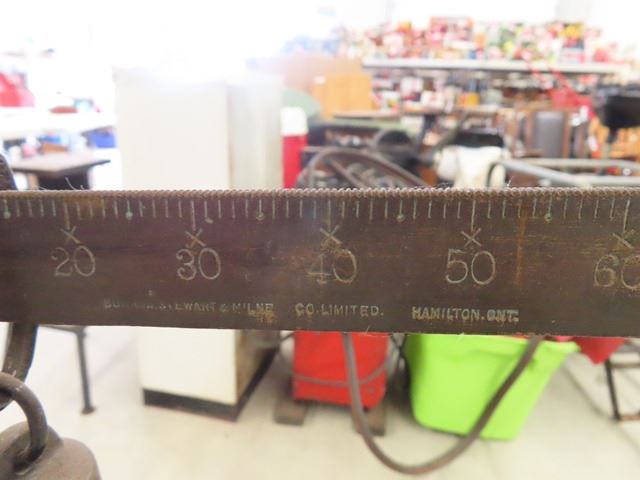 20 30 40 50 60
STEWART & MILNE CO. LIMITED. HAMILTON. ONT.